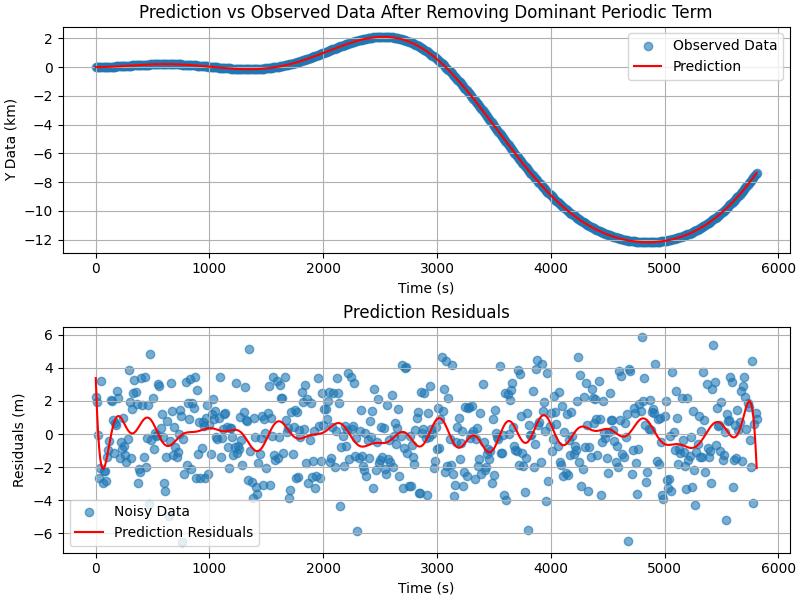 Prediction vs Observed Data After Removing Dominant Periodic Term
2
0
−2
−4
−6
−8
−10
−12
Y Data (km)
Observed Data
Prediction
0
1000
2000
3000
4000
5000
6000
Time (s)
Prediction Residuals
6
4
2
0
−2
−4
−6
Residuals (m)
Noisy Data
Prediction Residuals
0
1000
2000
3000
4000
5000
6000
Time (s)